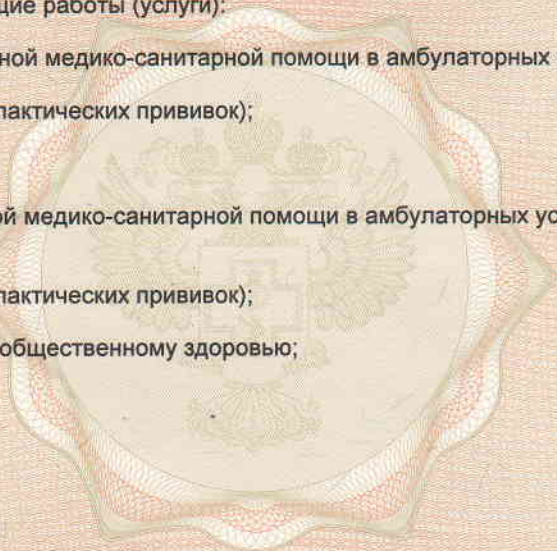 щие работы (услуги):
ной медико-санитарной помощи в амбулаторных
лактических прививок);
ой медико-санитарной помощи в амбулаторных ус
лактических прививок);
общественному здоровью;